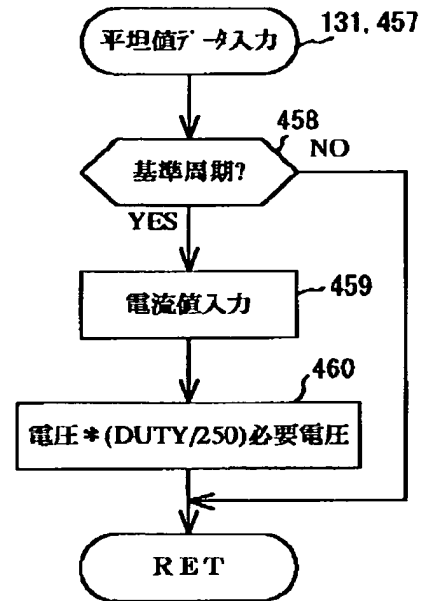 平坦値データ入力
131, 457
458
基準周期?
NO
YES
電流値入力
459
460
電圧*(DUTY/250)必要電圧
RET